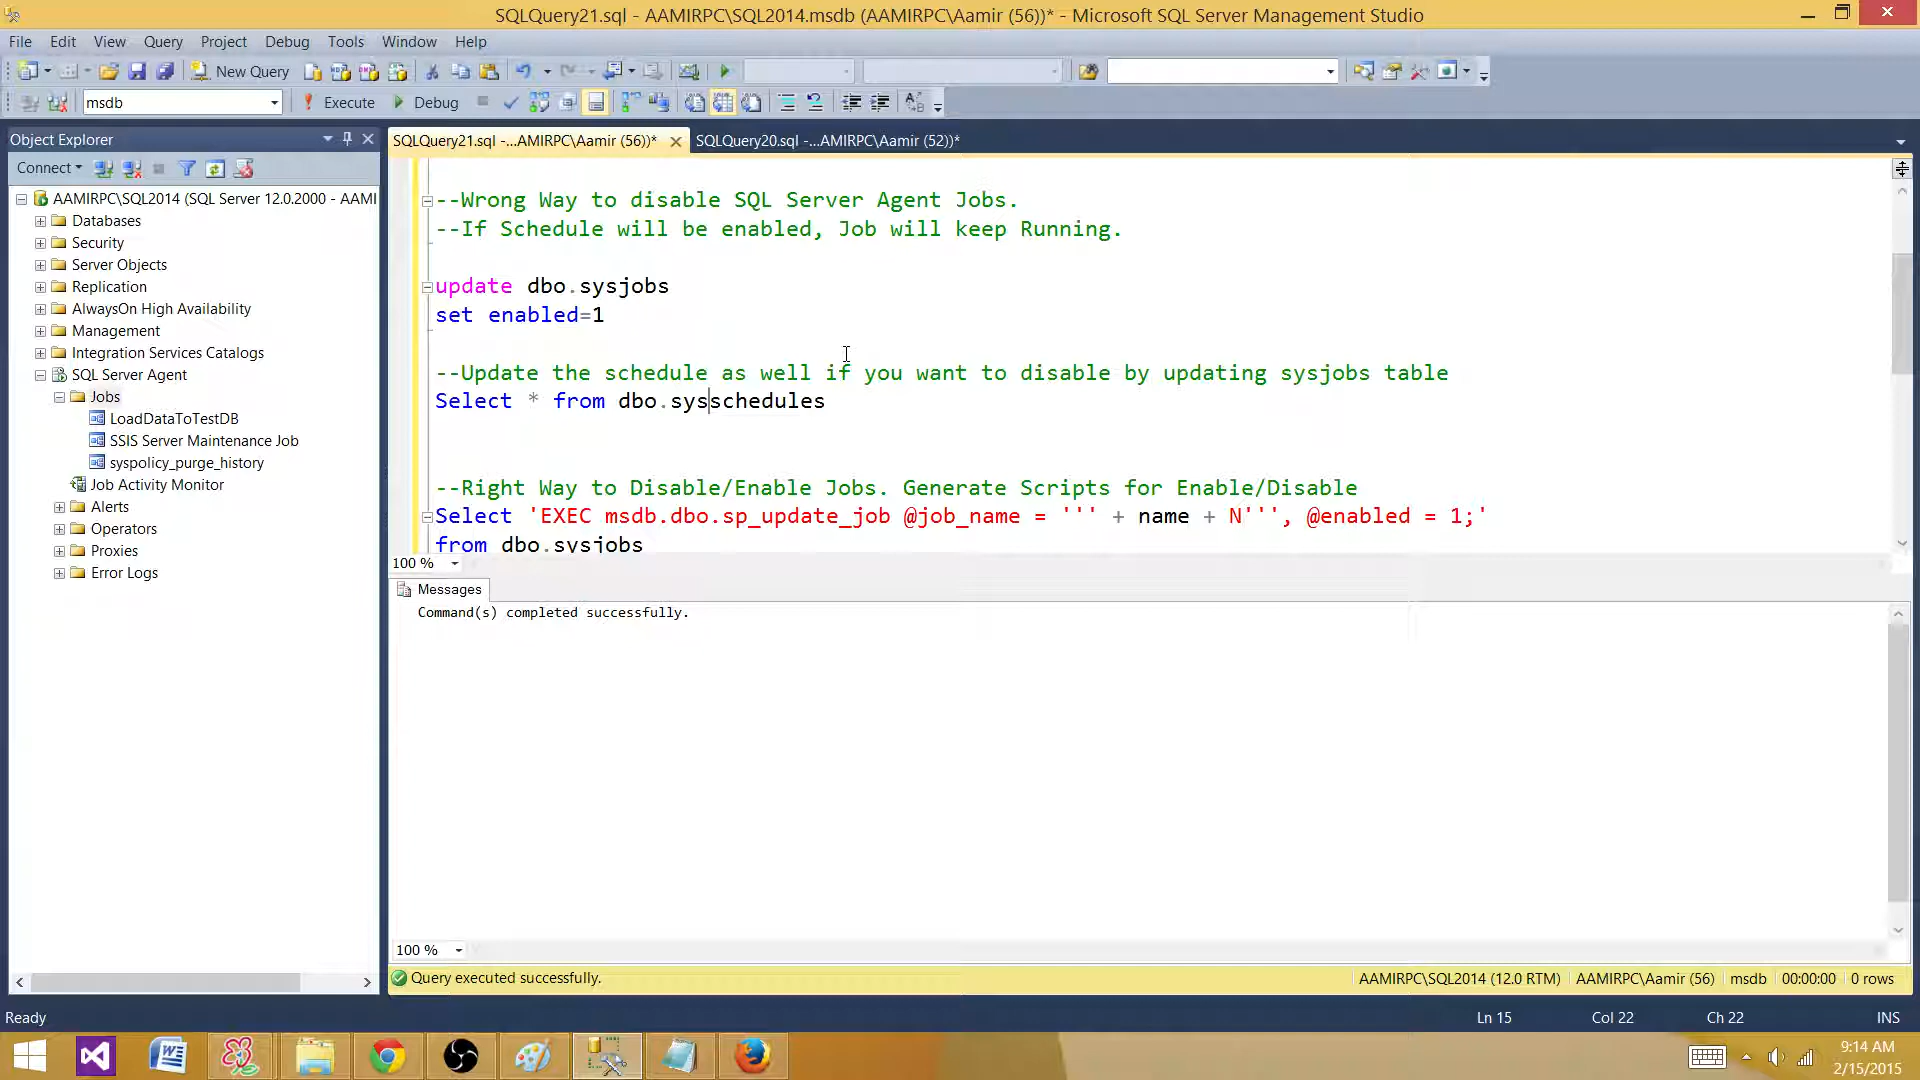 SQLQuery21.sql - AAMIRPC\SQL2014.msdb (AAMIRPC\Aamir (56))* - Microsoft SQL Server Management Studio
File Edit View Query Project Debug Tools Window Help
New Query
msdb Execute Debug
Object Explorer
Connect
AAMIRPC\SQL2014 (SQL Server 12.0.2000 - AAMI
Databases
Security
Server Objects
Replication
AlwaysOn High Availability
Management
Integration Services Catalogs
SQL Server Agent
Jobs
LoadDataToTestDB
SSIS Server Maintenance Job
syspolicy_purge_history
Job Activity Monitor
Alerts
Operators
Proxies
Error Logs
SQLQuery21.sql -...AMIRPC\Aamir (56))* SQLQuery20.sql -...AMIRPC\Aamir (52))*
--Wrong Way to disable SQL Server Agent Jobs.
--If Schedule will be enabled, Job will keep Running.
update dbo.sysjobs
set enabled=1
--Update the schedule as well if you want to disable by updating sysjobs table
Select * from dbo.sysschedules
--Right Way to Disable/Enable Jobs. Generate Scripts for Enable/Disable
Select 'EXEC msdb.dbo.sp_update_job @job_name = ''' + name + N''', @enabled = 1;'
from dbo.sysjobs
100 %
Messages
Command(s) completed successfully.
100 %
Query executed successfully. AAMIRPC\SQL2014 (12.0 RTM) AAMIRPC\Aamir (56) msdb 00:00:00 0 rows
Ready Ln 15 Col 22 Ch 22 INS
9:14 AM
2/15/2015